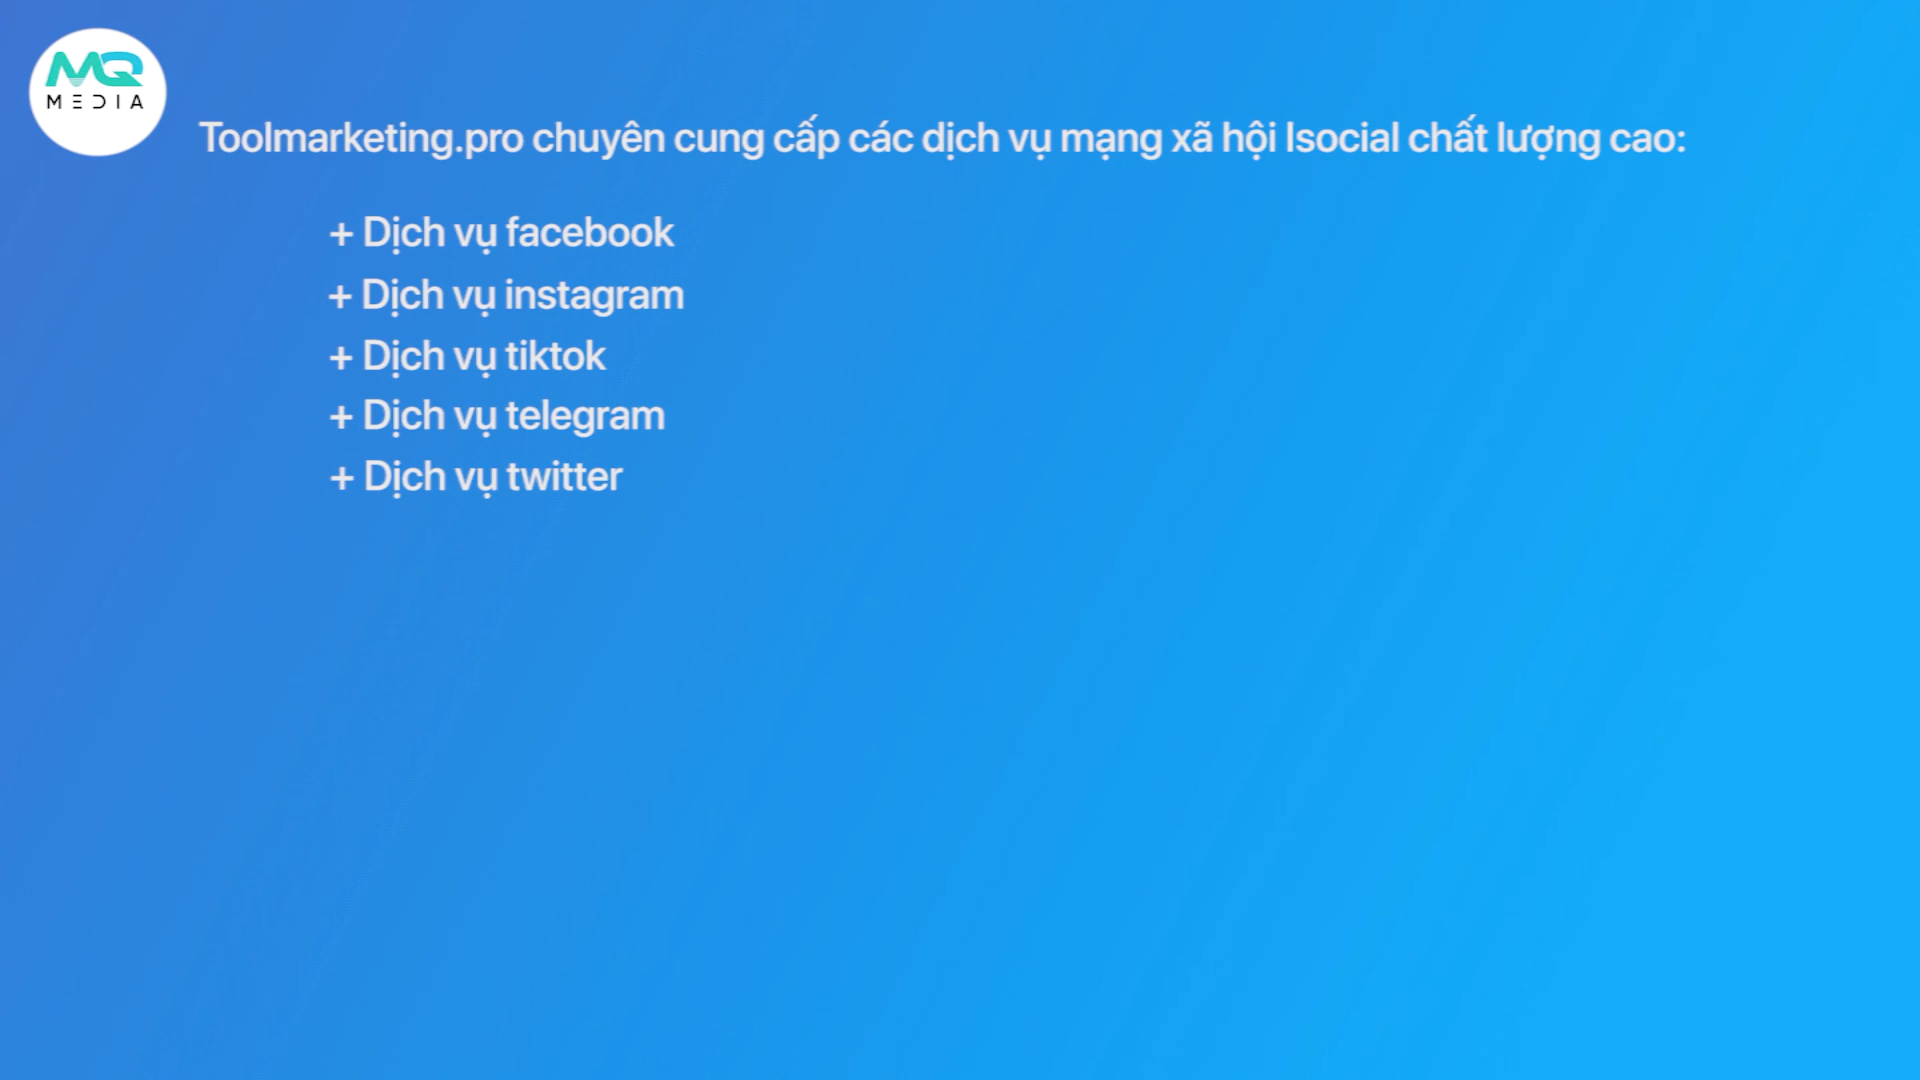 MQ
MEDIA
Toolmarketing.pro chuyên cung cấp các dịch vụ mạng xã hội Isocial chất lượng cao:
+ Dịch vụ facebook
+ Dịch vụ instagram
+ Dịch vụ tiktok
+ Dịch vụ telegram
+ Dịch vụ twitter